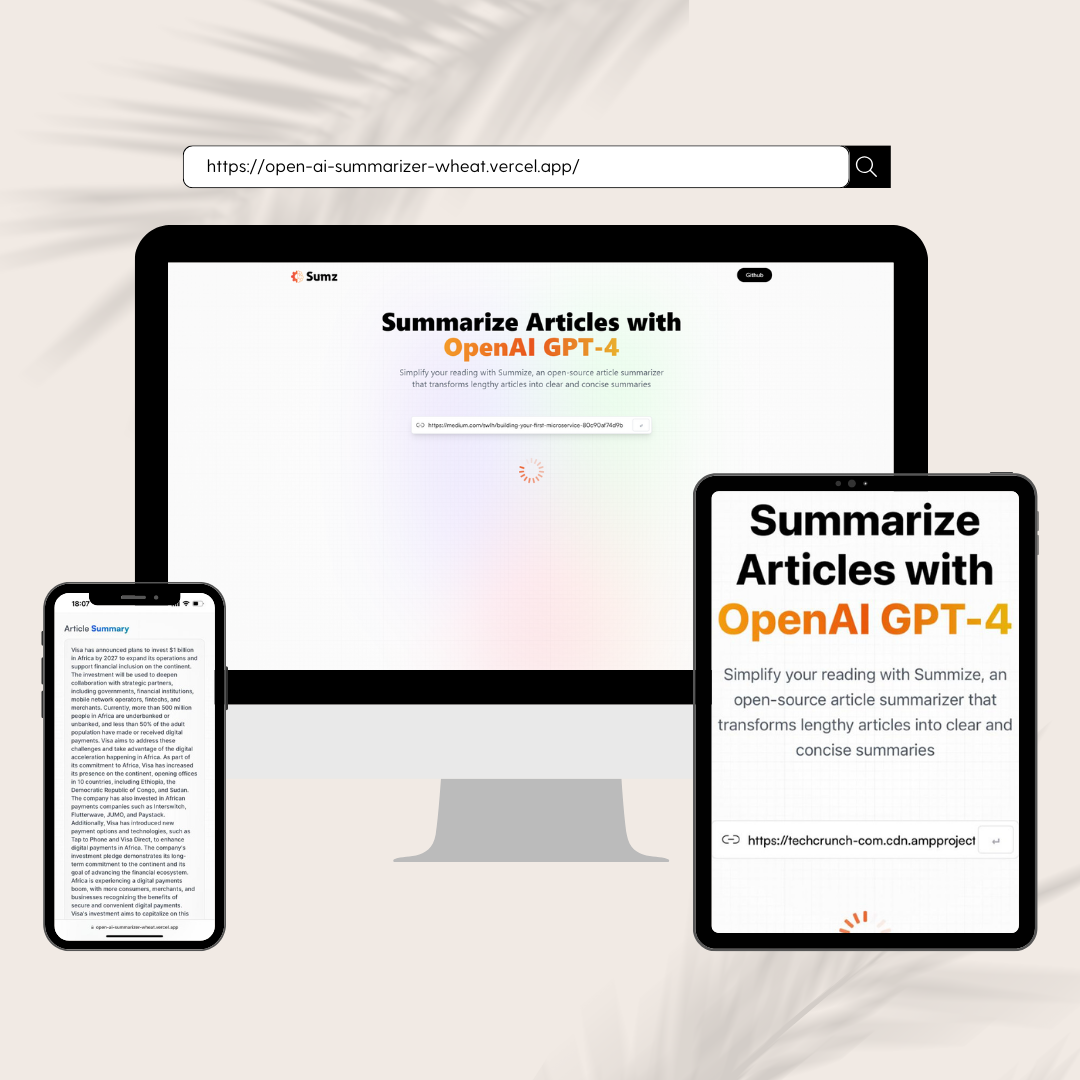 https://open-ai-summarizer-wheat.vercel.app/
Sumz
Github
Summarize Articles with
OpenAI GPT-4
Simplify your reading with Summize, an open-source article summarizer
that transforms lengthy articles into clear and concise summaries
https://medium.com/swlh/building-your-first-microservice-80c90af74d9b
Summarize
Articles with
OpenAI GPT-4
Simplify your reading with Summize, an
open-source article summarizer that
transforms lengthy articles into clear and
concise summaries
https://techcrunch-com.cdn.ampproject
18:07
Article Summary
Visa has announced plans to invest $1 billion
in Africa by 2027 to expand its operations and
support financial inclusion on the continent.
The investment will be used to deepen
collaboration with strategic partners,
including governments, financial institutions,
mobile network operators, fintechs, and
merchants. Currently, more than 500 million
people in Africa are underbanked or
unbanked, and less than 50% of the adult
population have made or received digital
payments. Visa aims to address these
challenges and take advantage of the digital
acceleration happening in Africa. As part of
its commitment to Africa, Visa has increased
its presence on the continent, opening offices
in 10 countries, including Ethiopia, the
Democratic Republic of Congo, and Sudan.
The company has also invested in African
payments companies such as Interswitch,
Flutterwave, JUMO, and Paystack.
Additionally, Visa has introduced new
payment options and technologies, such as
Tap to Phone and Visa Direct, to enhance
digital payments in Africa. The company's
investment pledge demonstrates its long-
term commitment to the continent and its
goal of advancing the financial ecosystem.
Africa is experiencing a digital payments
boom, with more consumers, merchants, and
businesses recognizing the benefits of
secure and convenient digital payments.
Visa's investment aims to capitalize on this
open-ai-summarizer-wheat.vercel.app